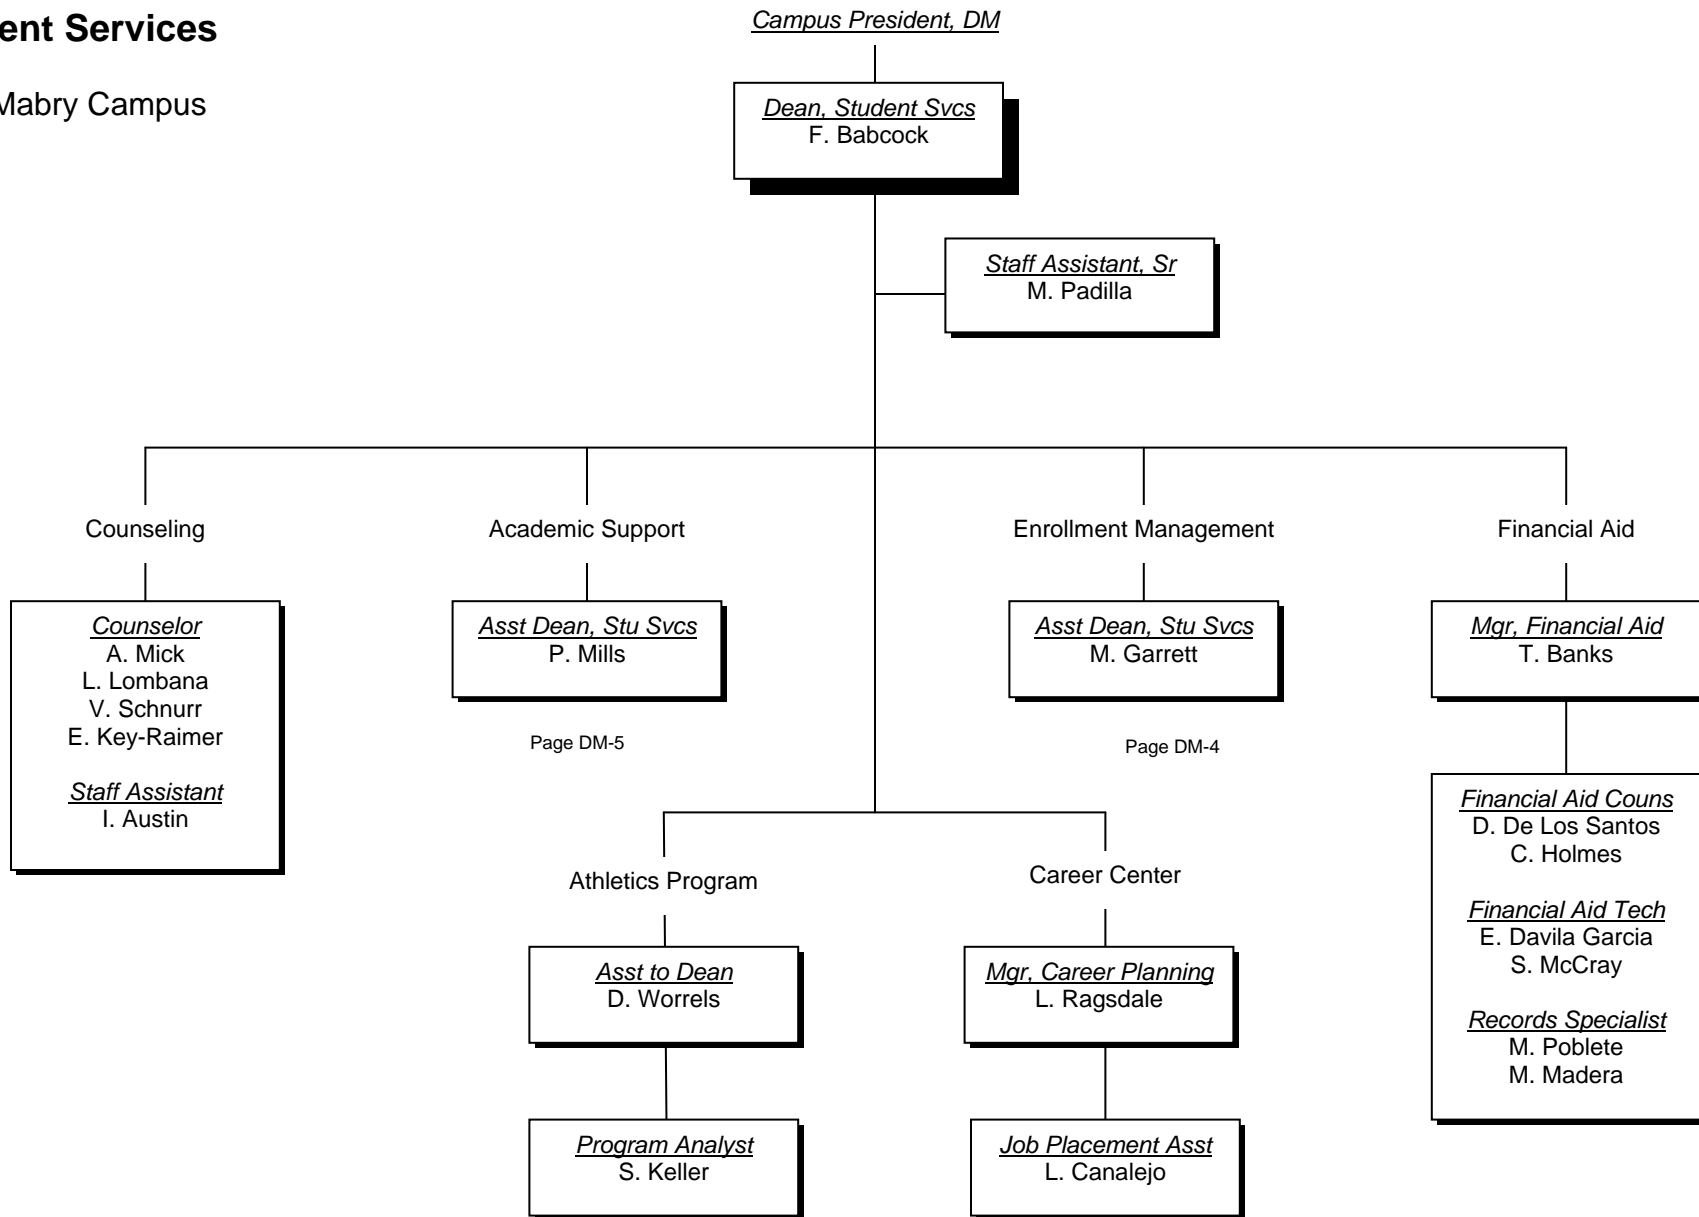 ent Services
Mabry Campus
Campus President, DM
Dean, Student Svcs
F. Babcock
Staff Assistant, Sr
M. Padilla
Counseling
Academic Support
Enrollment Management
Financial Aid
Counselor
A. Mick
L. Lombana
V. Schnurr
E. Key-Raimer
Staff Assistant
I. Austin
Asst Dean, Stu Svcs
P. Mills
Page DM-5
Asst Dean, Stu Svcs
M. Garrett
Page DM-4
Mgr, Financial Aid
T. Banks
Financial Aid Couns
D. De Los Santos
C. Holmes
Financial Aid Tech
E. Davila Garcia
S. McCray
Records Specialist
M. Poblete
M. Madera
Athletics Program
Asst to Dean
D. Worrels
Program Analyst
S. Keller
Career Center
Mgr, Career Planning
L. Ragsdale
Job Placement Asst
L. Canalejo